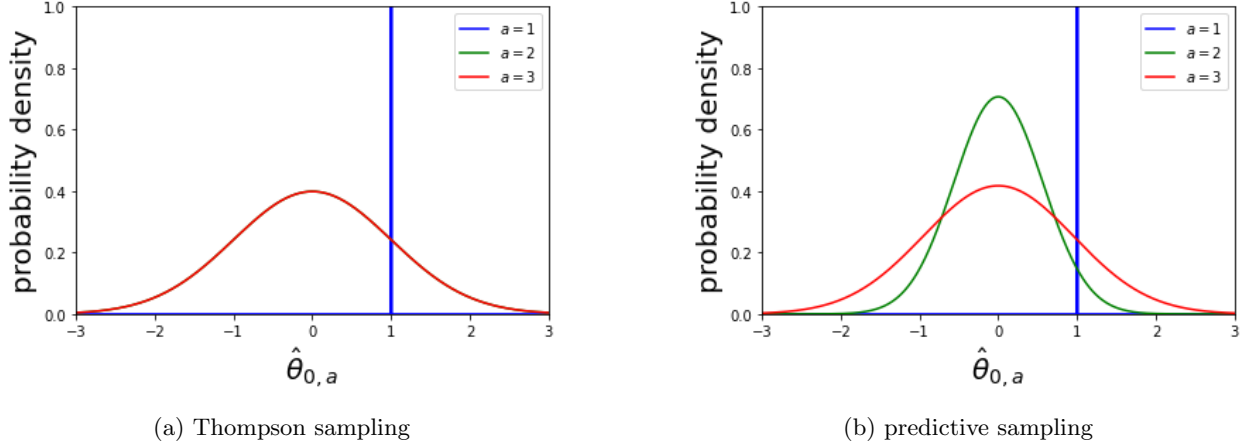 probability density
1.0
0.8
0.6
0.4
0.2
0.0
a = 1
a = 2
a = 3
−3 −2 −1 0 1 2 3
θ̂0, a
(a) Thompson sampling
probability density
1.0
0.8
0.6
0.4
0.2
0.0
a = 1
a = 2
a = 3
−3 −2 −1 0 1 2 3
θ̂0, a
(b) predictive sampling